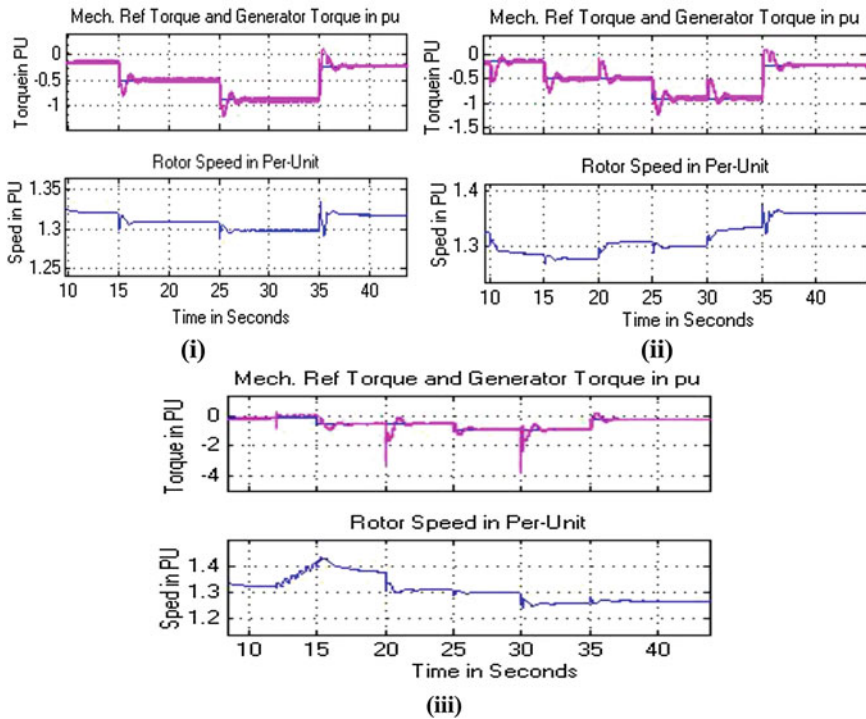 Mech. Ref Torque and Generator Torque in pu
Torquein PU
0
-0.5
-1
Rotor Speed in Per-Unit
Sped in PU
1.35
1.3
1.25
10 15 20 25 30 35 40
Time in Seconds
(i)
Mech. Ref Torque and Generator Torque in pu
Torquein PU
0
-0.5
-1
-1.5
Rotor Speed in Per-Unit
Sped in PU
1.4
1.3
10 15 20 25 30 35 40
Time in Seconds
(ii)
Mech. Ref Torque and Generator Torque in pu
Torque in PU
0
-2
-4
Rotor Speed in Per-Unit
Sped in PU
1.4
1.3
1.2
10 15 20 25 30 35 40
Time in Seconds
(iii)